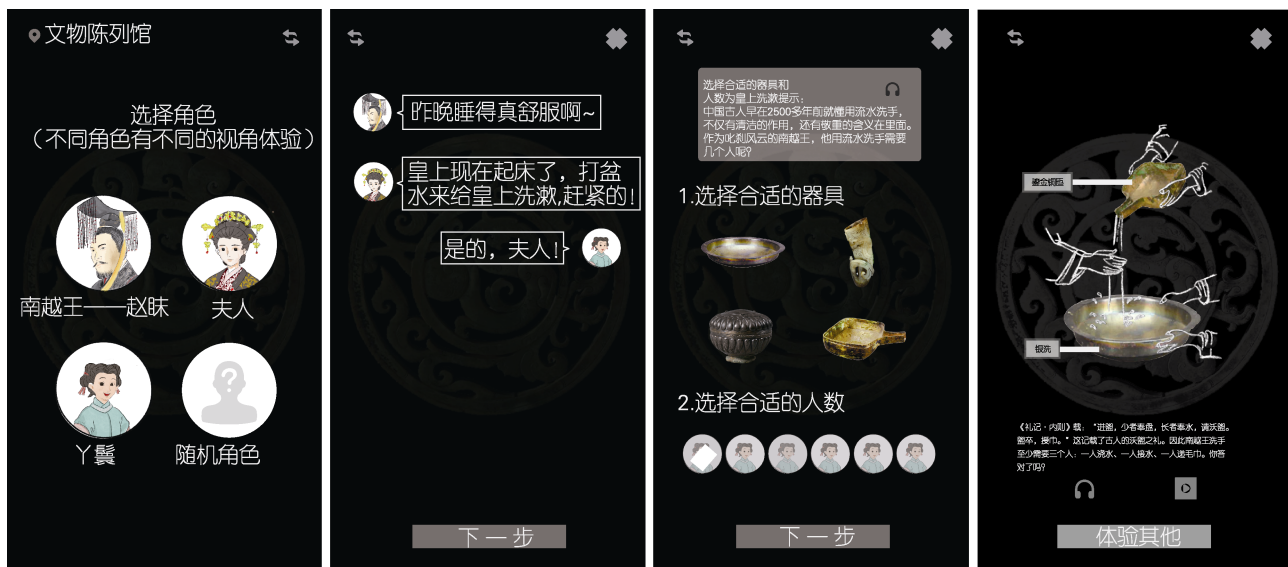 文物陈列馆
选择角色
（不同角色有不同的视角体验）
南越王——赵眜
夫人
丫鬟
随机角色
昨晚睡得真舒服啊~
皇上现在起床了，打盆
水来给皇上洗漱,赶紧的!
是的，夫人!
下一步
选择合适的器具和
人数为皇上洗漱提示：
中国古人早在2500多年前就懂用流水洗手，
不仅有清洁的作用，还有敬重的含义在里面。
作为叱刹风云的南越王，他用流水洗手需要
几个人呢？
1.选择合适的器具
2.选择合适的人数
下一步
鎏金铜匜
银洗
《礼记·内则》载：“进盥，少者奉盘，长者奉水，请沃盥。
盥卒，授巾。”这记载了古人的沃盥之礼。因此南越王洗手
至少需要三个人：一人浇水、一人接水、一人递毛巾。你答
对了吗？
体验其他